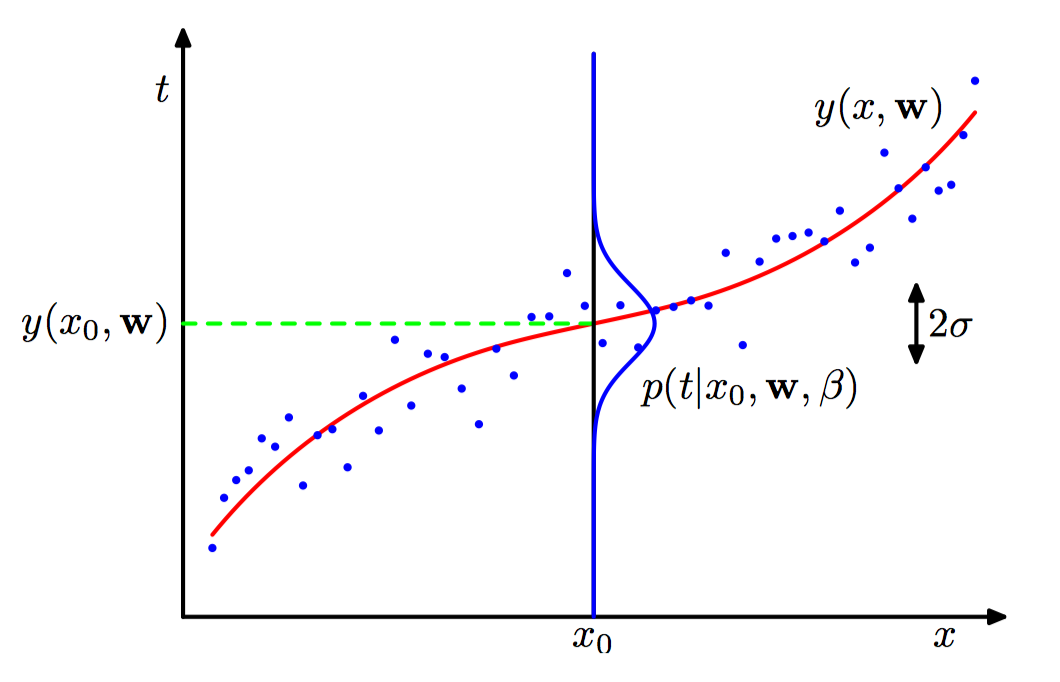 t
y(x, w)
y(x₀, w)
2σ
p(t|x₀, w, β)
x₀
x